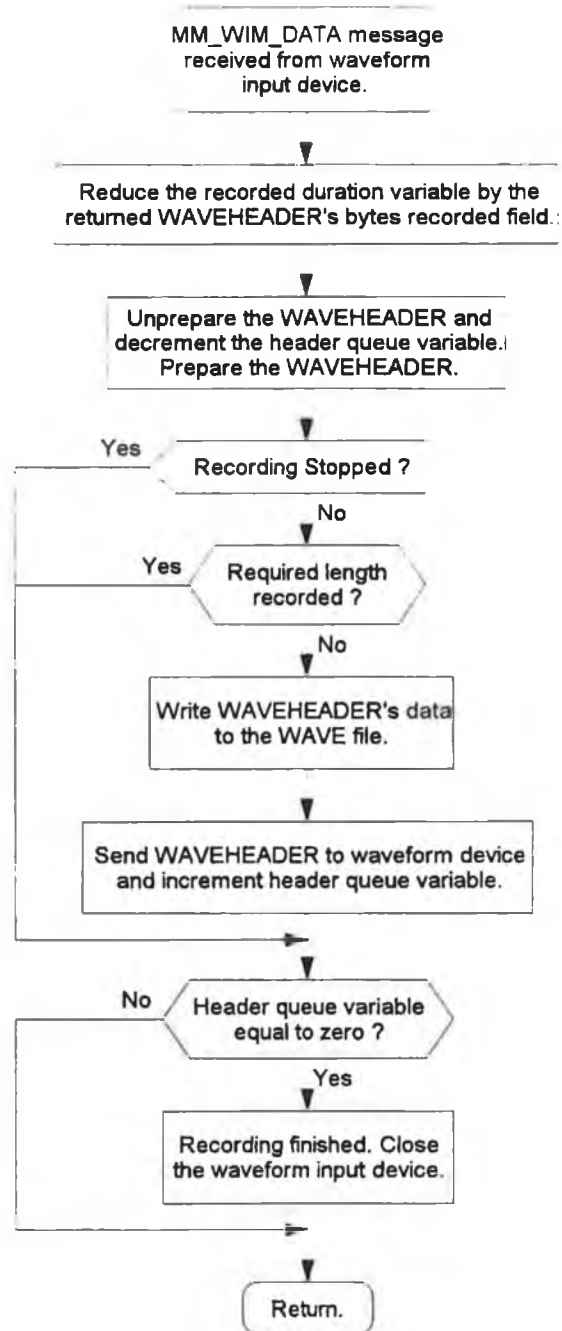 MM_WIM_DATA message
received from waveform
input device.
Reduce the recorded duration variable by the
returned WAVEHEADER's bytes recorded field.
Unprepare the WAVEHEADER and
decrement the header queue variable.
Prepare the WAVEHEADER.
Yes
Recording Stopped ?
No
Yes
Required length
recorded ?
No
Write WAVEHEADER's data
to the WAVE file.
Send WAVEHEADER to waveform device
and increment header queue variable.
No
Header queue variable
equal to zero ?
Yes
Recording finished. Close
the waveform input device.
Return.